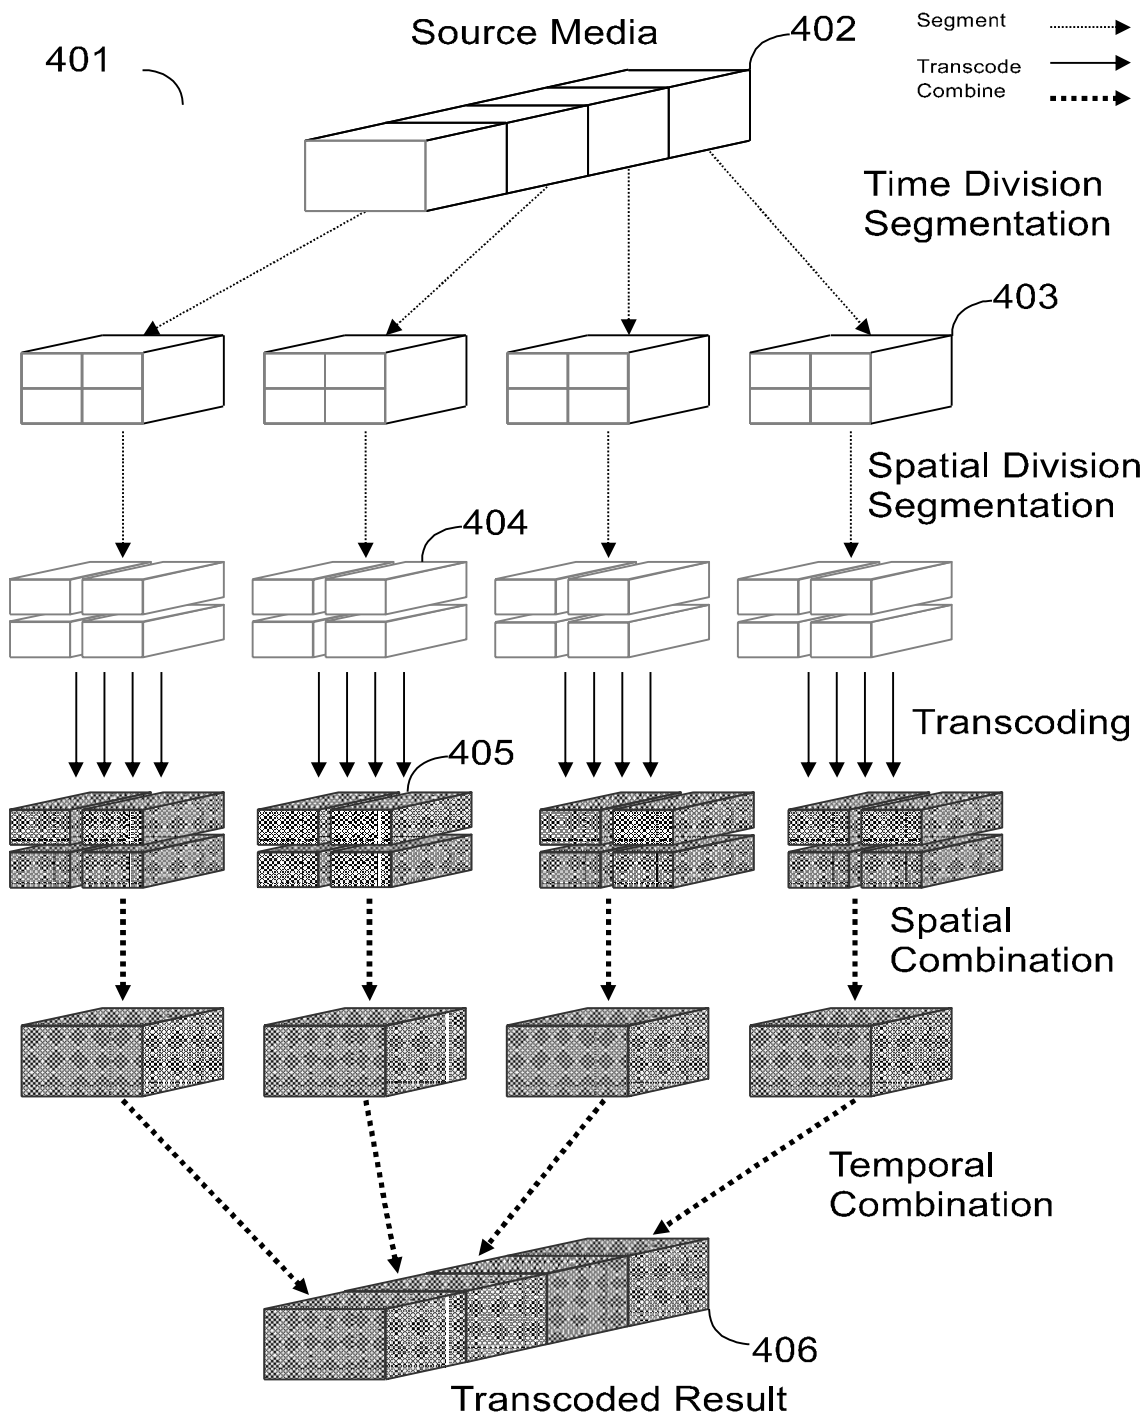 Source Media
402
401
Segment
Transcode
Combine
Time Division
Segmentation
403
Spatial Division
Segmentation
404
Transcoding
405
Spatial
Combination
Temporal
Combination
406
Transcoded Result